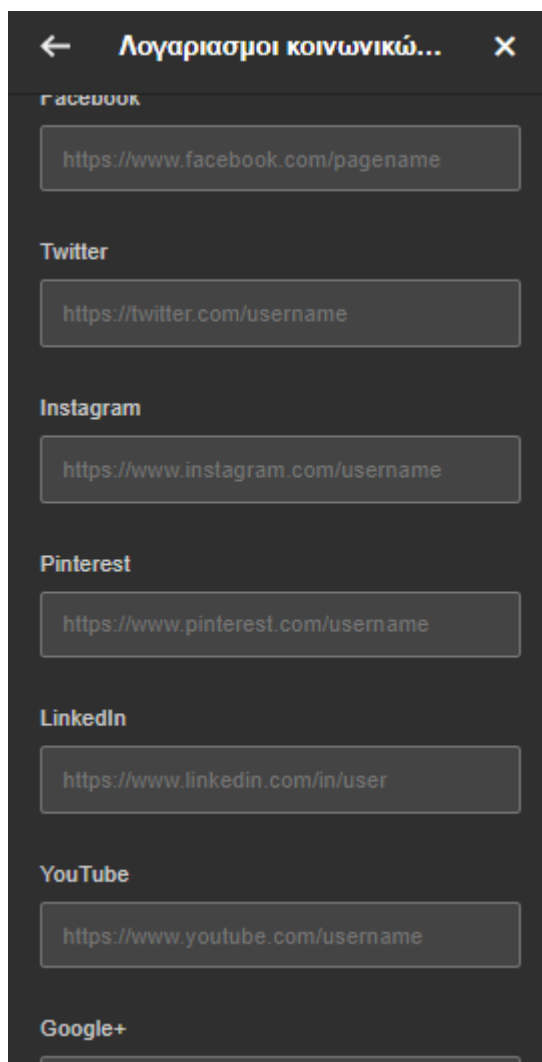 ← Λογαριασμοι κοινωνικώ... ×
Facebook
https://www.facebook.com/pagename
Twitter
https://twitter.com/username
Instagram
https://www.instagram.com/username
Pinterest
https://www.pinterest.com/username
LinkedIn
https://www.linkedin.com/in/user
YouTube
https://www.youtube.com/username
Google+